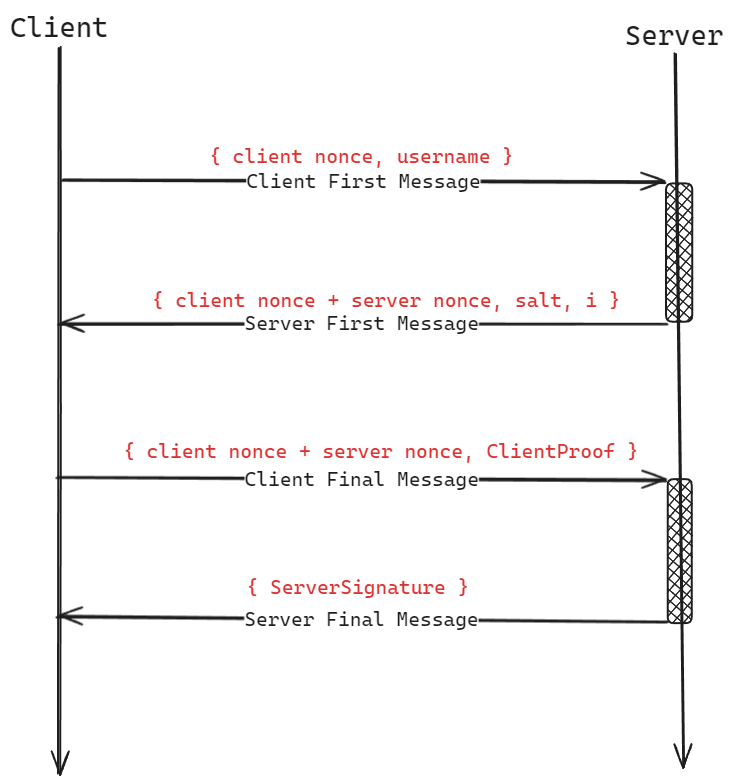 Client
Server
{ client nonce, username }
Client First Message
{ client nonce + server nonce, salt, i }
Server First Message
{ client nonce + server nonce, ClientProof }
Client Final Message
{ ServerSignature }
Server Final Message